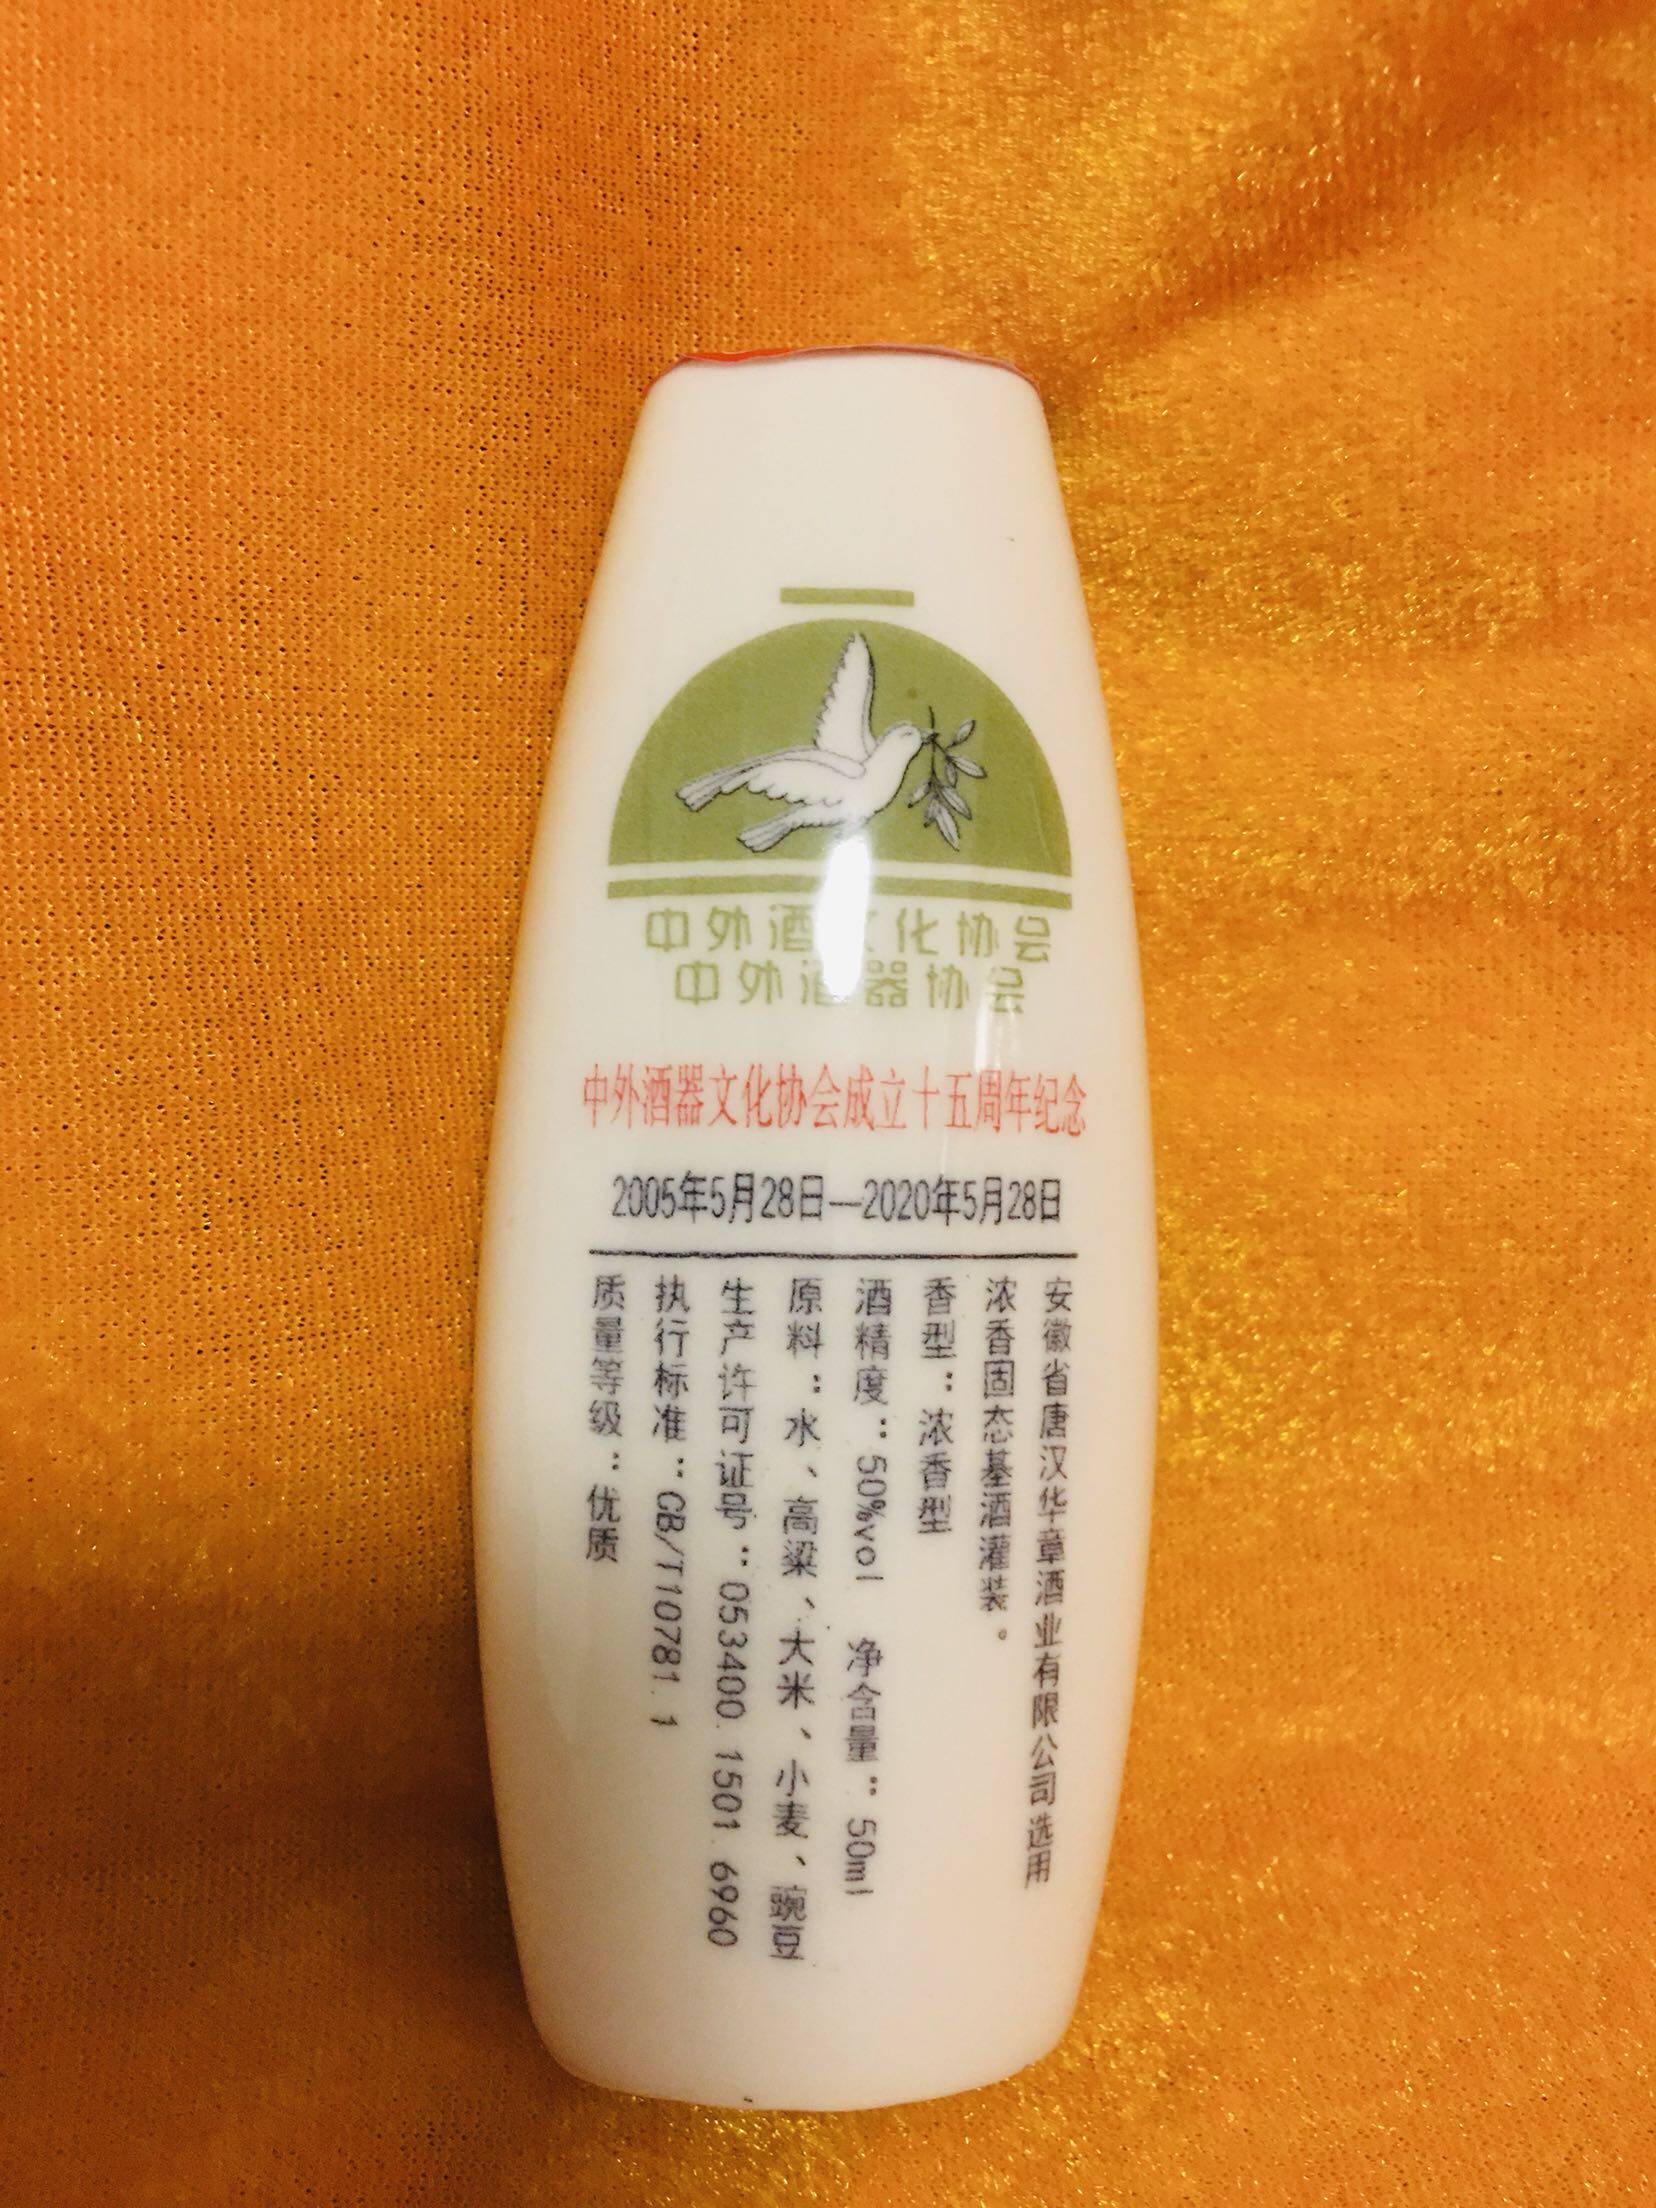 中外酒文化协会
中外酒器协会
中外酒器文化协会成立十五周年纪念
2005年5月28日—2020年5月28日
安徽省唐汉华章酒业有限公司选用
浓香固态基酒灌装。
香型：浓香型
酒精度：50%vol 净含量：50ml
原料：水、高粱、大米、小麦、豌豆
生产许可证号：053400.1501.6960
执行标准：GB/T10781.1
质量等级：优质